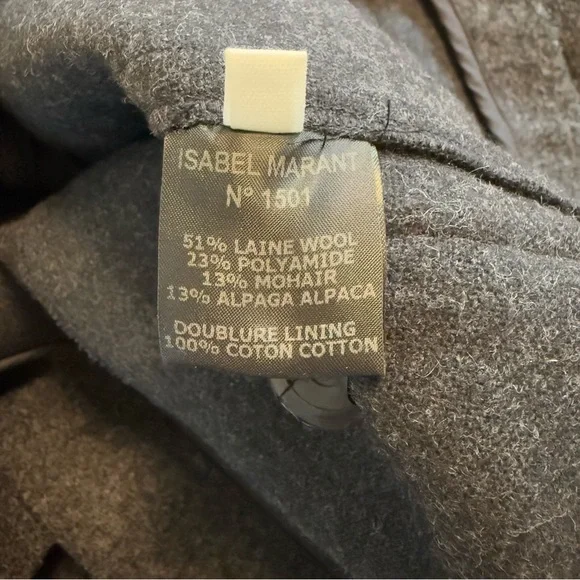 ISABEL MARANT
N° 1501
51% LAINE WOOL
23% POLYAMIDE
13% MOHAIR
13% ALPAGA ALPACA
DOUBLURE LINING
100% COTON COTTON